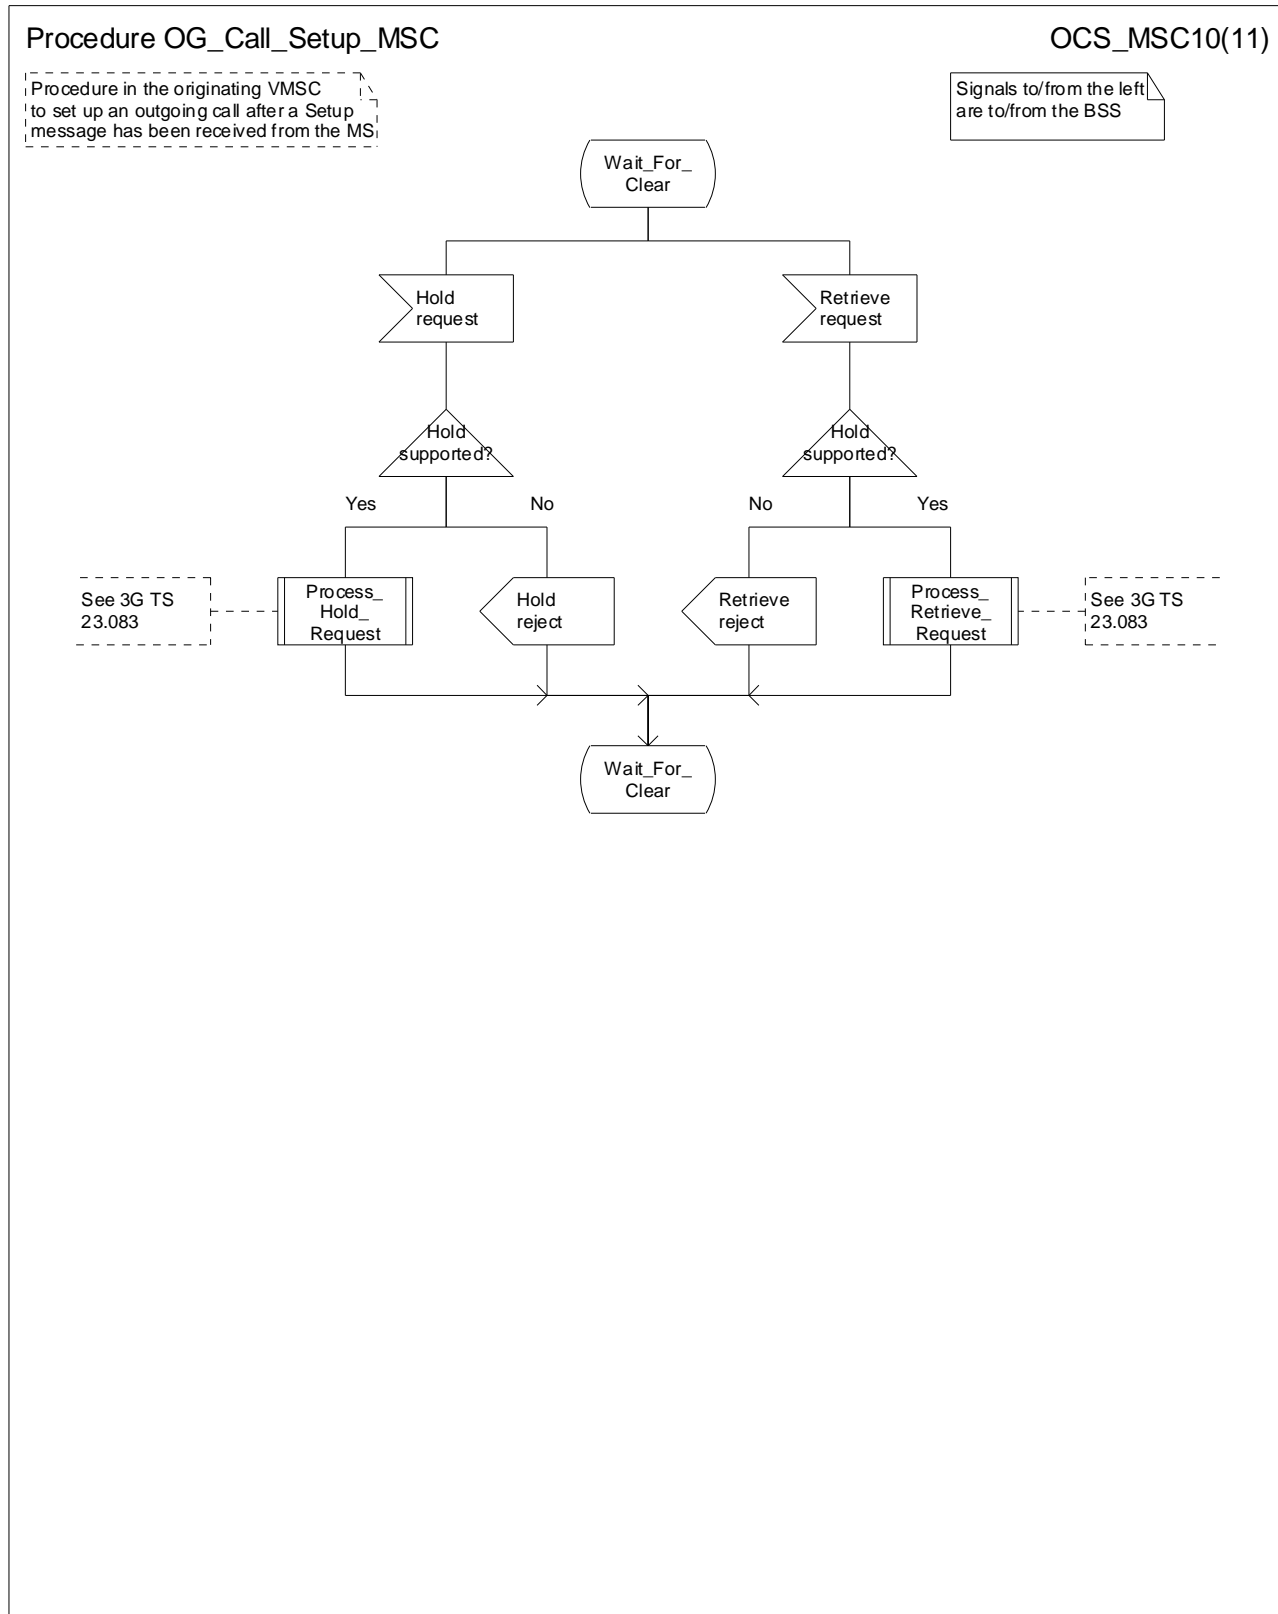 Procedure OG_Call_Setup_MSC
OCS_MSC10(11)
Procedure in the originating VMSC
to set up an outgoing call after a Setup
message has been received from the MS
Signals to/from the left
are to/from the BSS
Wait_For_
Clear
Hold
request
Retrieve
request
Hold
supported?
Hold
supported?
Yes
No
No
Yes
See 3G TS
23.083
Process_
Hold_
Request
Hold
reject
Retrieve
reject
Process_
Retrieve_
Request
See 3G TS
23.083
Wait_For_
Clear